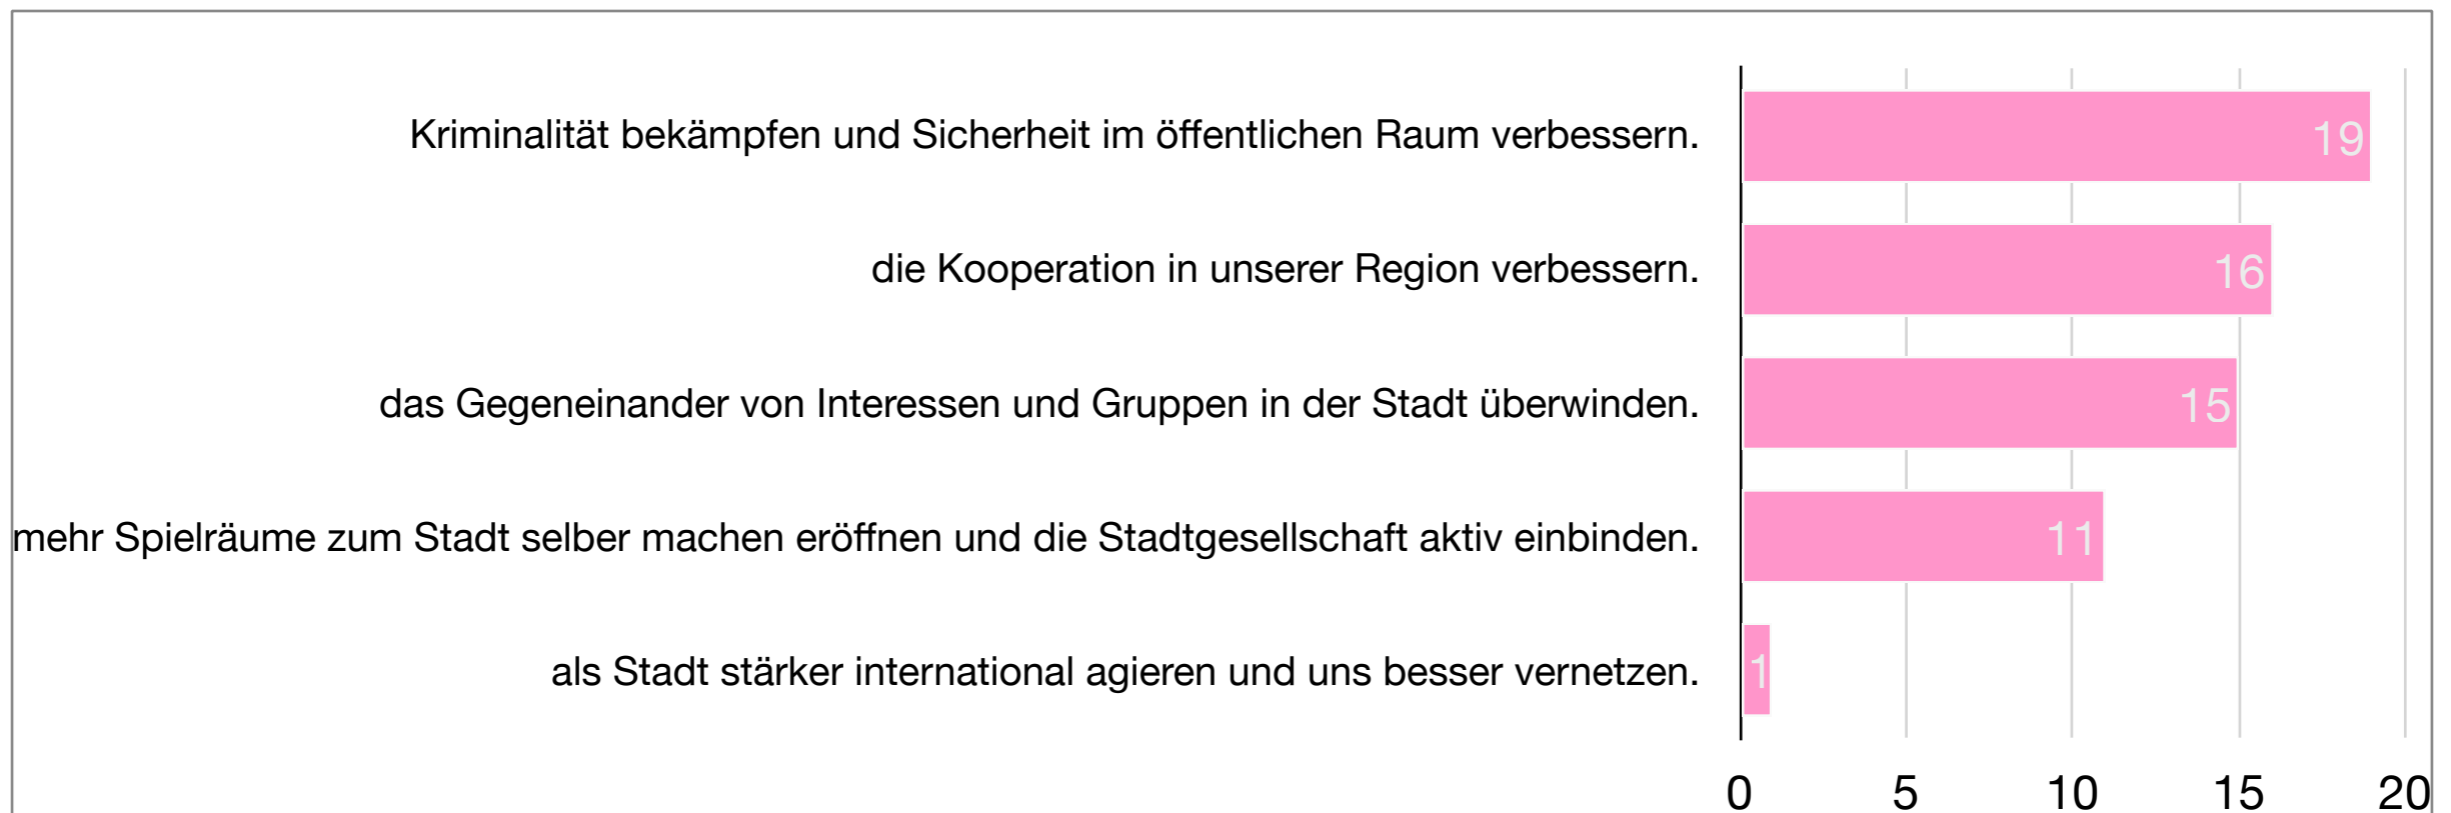 Kriminalität bekämpfen und Sicherheit im öffentlichen Raum verbessern. 19
die Kooperation in unserer Region verbessern. 16
das Gegeneinander von Interessen und Gruppen in der Stadt überwinden. 15
mehr Spielräume zum Stadt selber machen eröffnen und die Stadtgesellschaft aktiv einbinden. 11
als Stadt stärker international agieren und uns besser vernetzen. 1
0 5 10 15 20